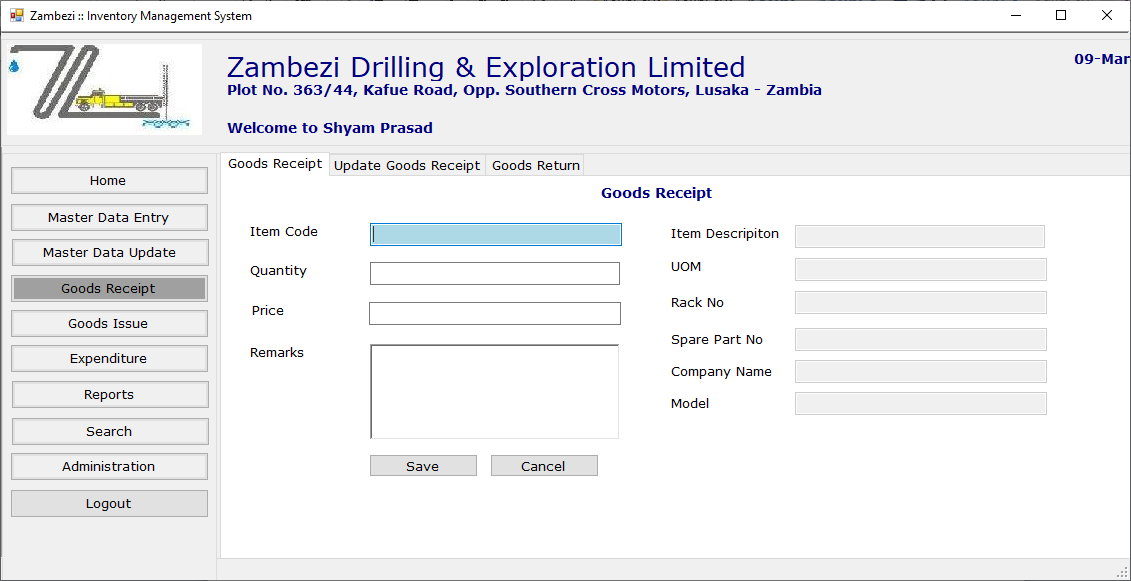 Zambezi :: Inventory Management System
Zambezi Drilling & Exploration Limited
09-Mar
Plot No. 363/44, Kafue Road, Opp. Southern Cross Motors, Lusaka - Zambia
Welcome to Shyam Prasad
Home
Master Data Entry
Master Data Update
Goods Receipt
Goods Issue
Expenditure
Reports
Search
Administration
Logout
Goods Receipt Update Goods Receipt Goods Return
Goods Receipt
Item Code
Quantity
Price
Remarks
Save Cancel
Item Descripiton
UOM
Rack No
Spare Part No
Company Name
Model